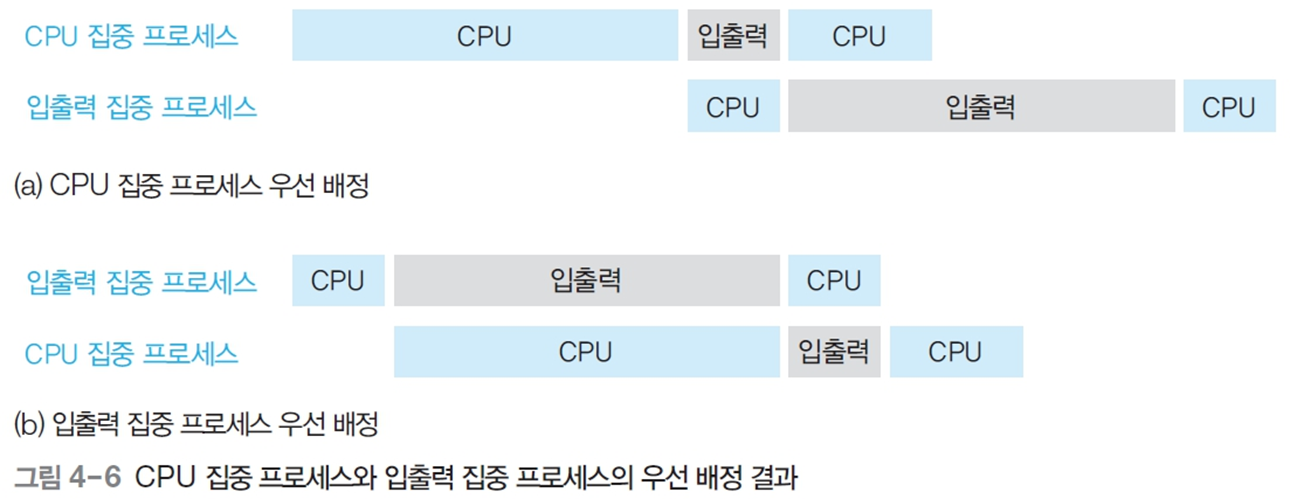 CPU 집중 프로세스 CPU 입출력 CPU
입출력 집중 프로세스 CPU 입출력 CPU
(a) CPU 집중 프로세스 우선 배정
입출력 집중 프로세스 CPU 입출력 CPU
CPU 집중 프로세스 CPU 입출력 CPU
(b) 입출력 집중 프로세스 우선 배정
그림 4-6 CPU 집중 프로세스와 입출력 집중 프로세스의 우선 배정 결과